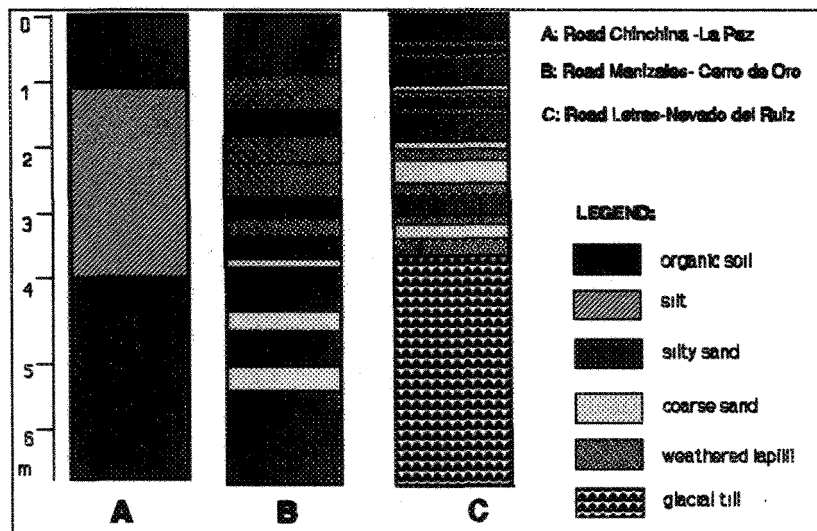 0
1
2
3
4
5
6
m
A
B
C
A: Road Chinchina -La Paz
B: Road Manizales- Cerro de Oro
C: Road Letras-Nevado del Ruiz
LEGEND:
organic soil
silt
silty sand
coarse sand
weathered lapilli
glacial till